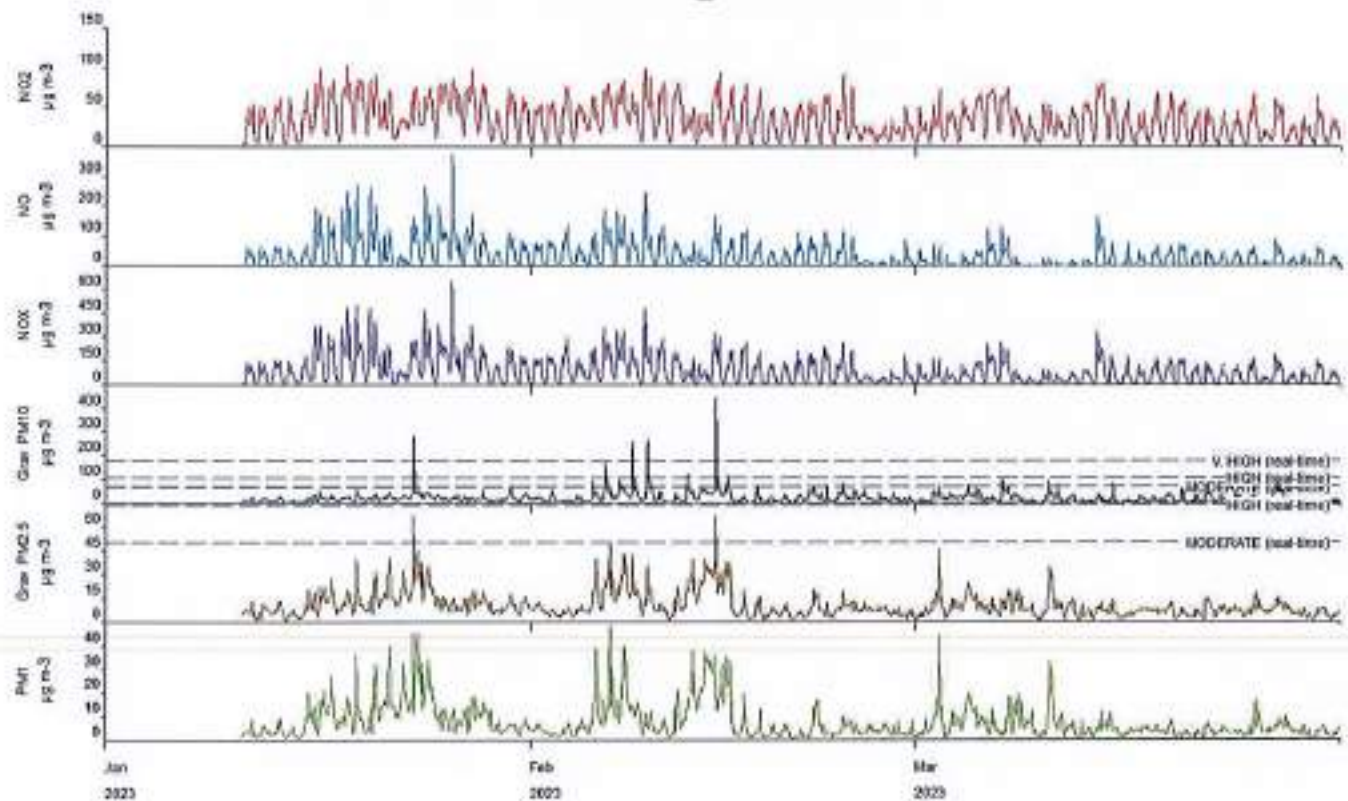 150
100
50
0
NO2
µg m-3
300
200
100
0
NO
µg m-3
600
450
300
150
0
NOX
µg m-3
400
300
200
100
0
Grav PM10
µg m-3
V. HIGH (real-time)
HIGH (real-time)
HIGH (real-time)
60
45
30
15
0
Grav PM2.5
µg m-3
MODERATE (real-time)
40
30
20
10
0
PM1
µg m-3
Jan Feb Mar
2023 2023 2023